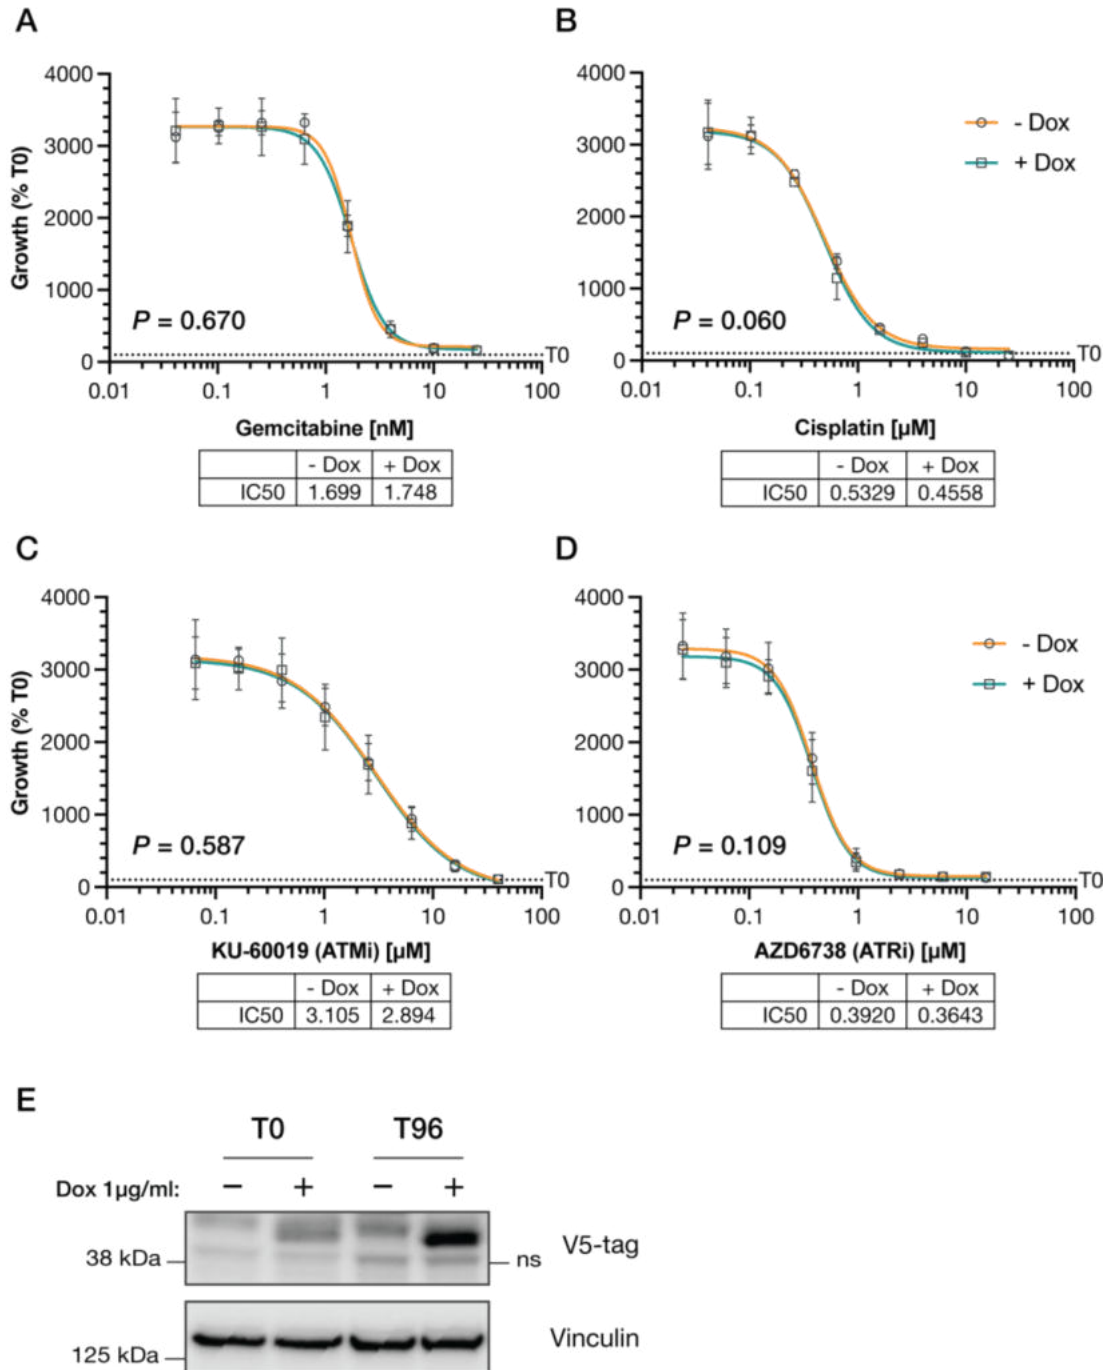 A
4000
3000
2000
1000
0
Growth (% T0)
P = 0.670
T0
0.01 0.1 1 10 100
Gemcitabine [nM]
- Dox + Dox
IC50 1.699 1.748
B
4000
3000
2000
1000
0
- Dox
+ Dox
P = 0.060
T0
0.01 0.1 1 10 100
Cisplatin [µM]
- Dox + Dox
IC50 0.5329 0.4558
C
4000
3000
2000
1000
0
Growth (% T0)
P = 0.587
T0
0.01 0.1 1 10 100
KU-60019 (ATMi) [µM]
- Dox + Dox
IC50 3.105 2.894
D
4000
3000
2000
1000
0
- Dox
+ Dox
P = 0.109
T0
0.01 0.1 1 10 100
AZD6738 (ATRi) [µM]
- Dox + Dox
IC50 0.3920 0.3643
E
T0 T96
Dox 1µg/ml: − + − +
V5-tag
38 kDa ns
Vinculin
125 kDa